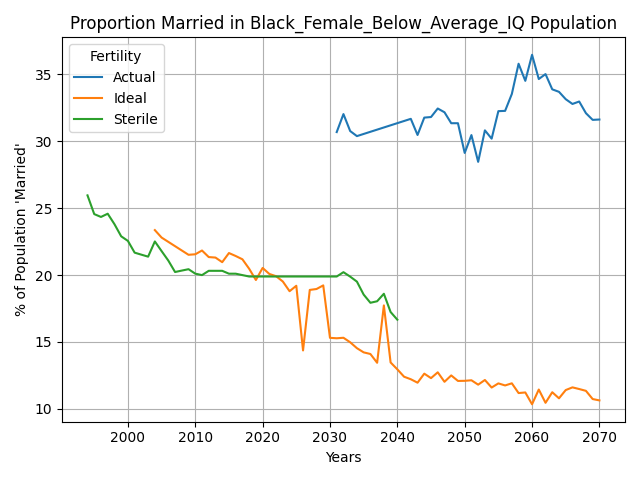 Proportion Married in Black_Female_Below_Average_IQ Population
Fertility
Actual
Ideal
Sterile
% of Population 'Married'
35
30
25
20
15
10
2000 2010 2020 2030 2040 2050 2060 2070
Years